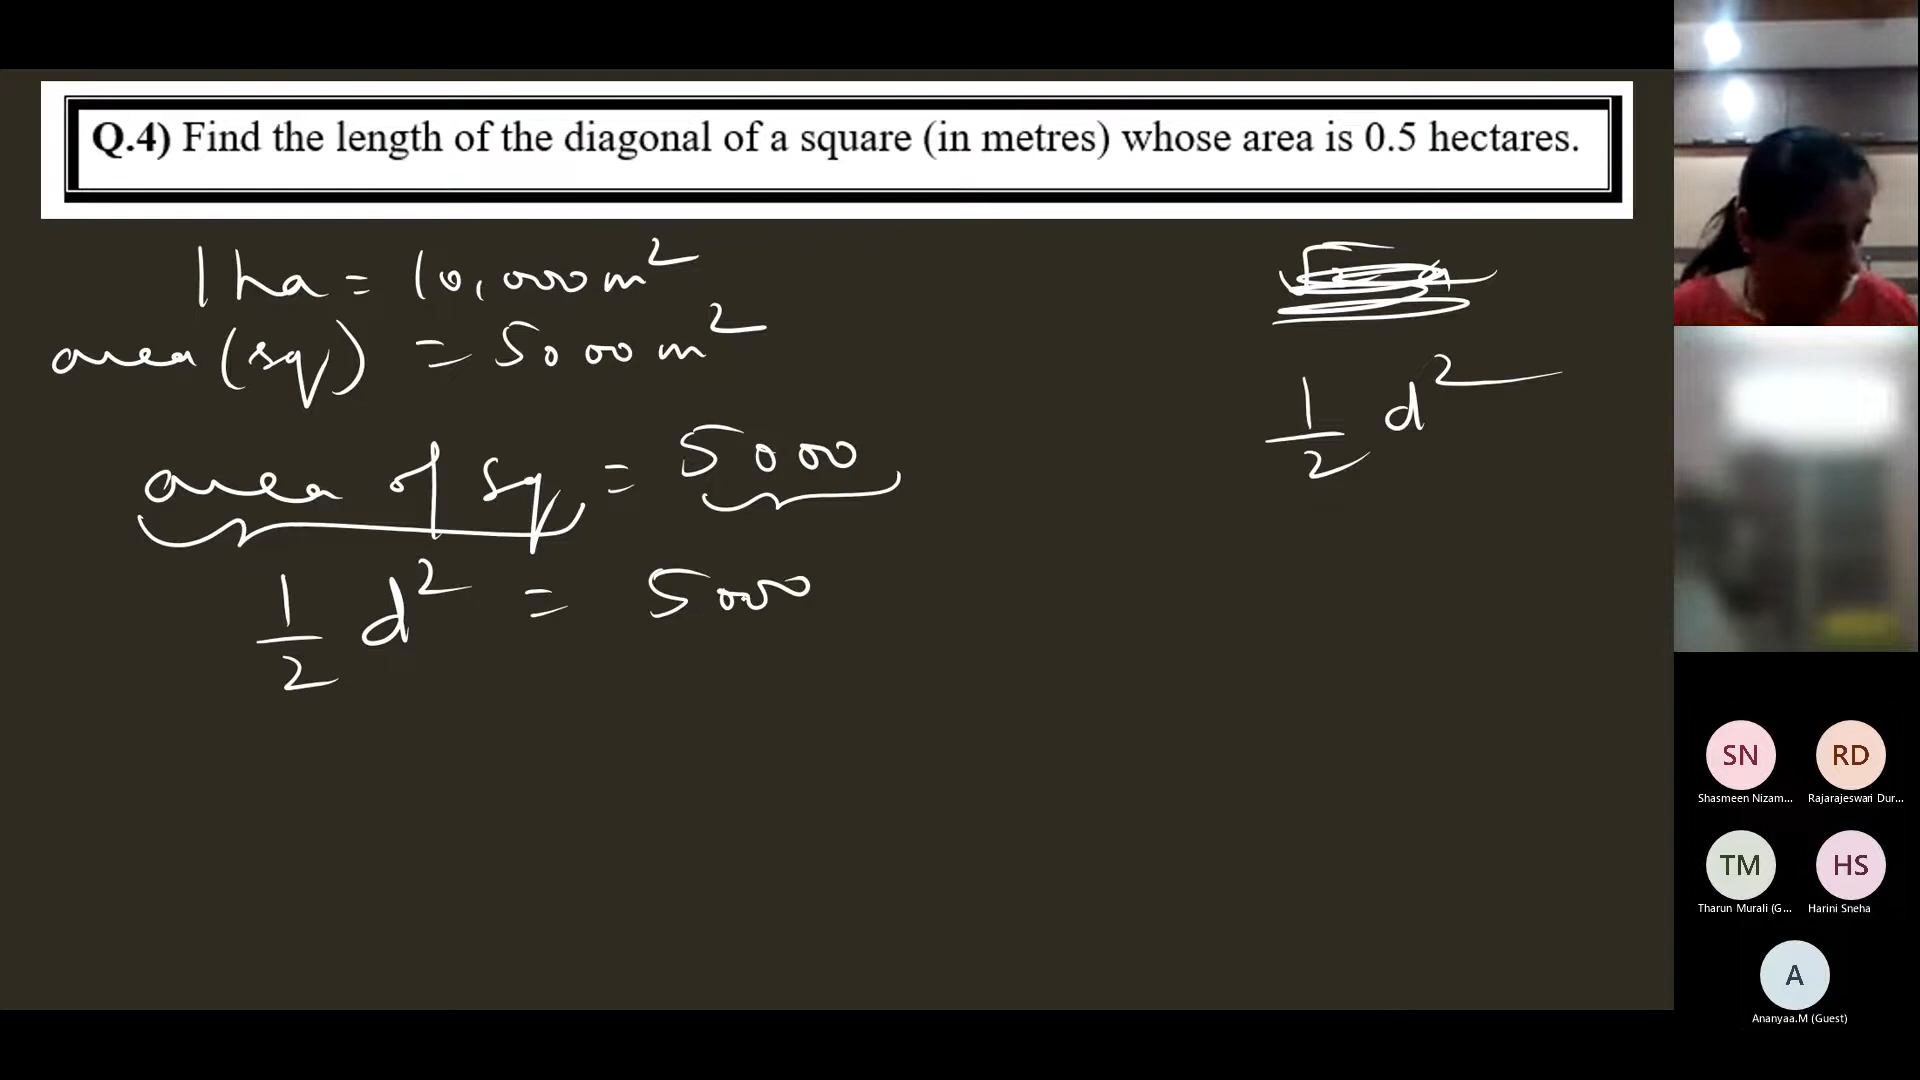 Q.4) Find the length of the diagonal of a square (in metres) whose area is 0.5 hectares.
1 ha = 10,000 m²
area (sq) = 5000 m²
area of sq = 5000
1/2 d² = 5000
1/2 d²
SN
Shasmeen Nizam...
RD
Rajarajeswari Dur...
TM
Tharun Murali (G...
HS
Harini Sneha
A
Ananyaa.M (Guest)